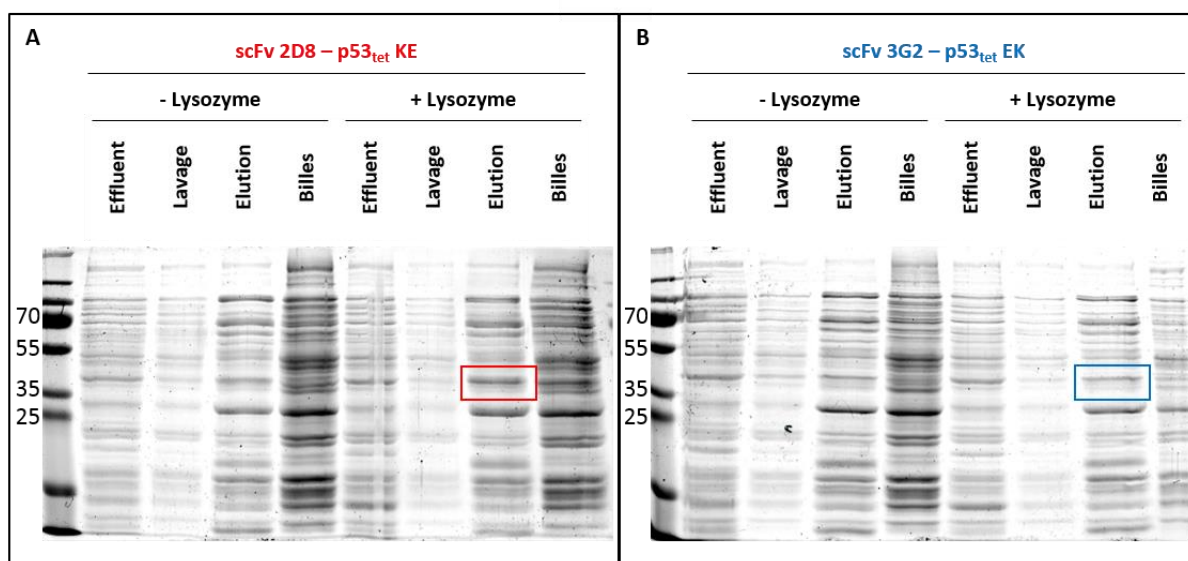 A
scFv 2D8 – p53tet KE
- Lysozyme + Lysozyme
Effluent Lavage Elution Billes Effluent Lavage Elution Billes
70
55
35
25
B
scFv 3G2 – p53tet EK
- Lysozyme + Lysozyme
Effluent Lavage Elution Billes Effluent Lavage Elution Billes
70
55
35
25